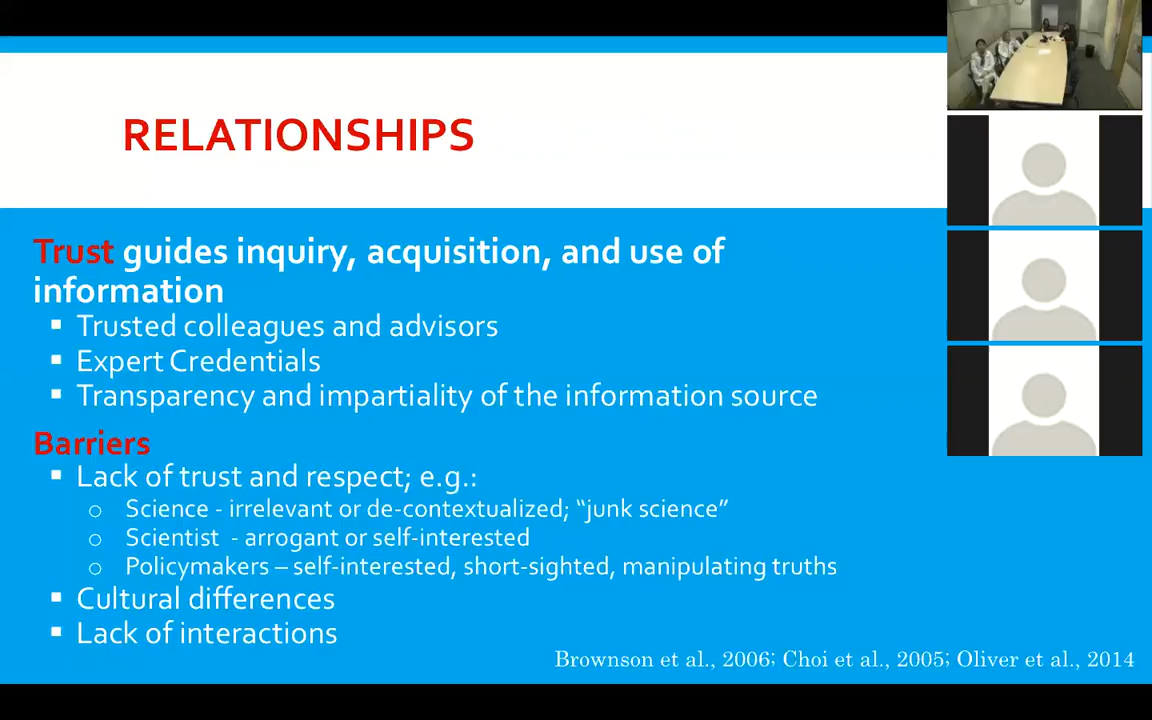 RELATIONSHIPS
Trust guides inquiry, acquisition, and use of
information
▪ Trusted colleagues and advisors
▪ Expert Credentials
▪ Transparency and impartiality of the information source
Barriers
▪ Lack of trust and respect; e.g.:
o Science - irrelevant or de-contextualized; “junk science”
o Scientist - arrogant or self-interested
o Policymakers – self-interested, short-sighted, manipulating truths
▪ Cultural differences
▪ Lack of interactions
Brownson et al., 2006; Choi et al., 2005; Oliver et al., 2014